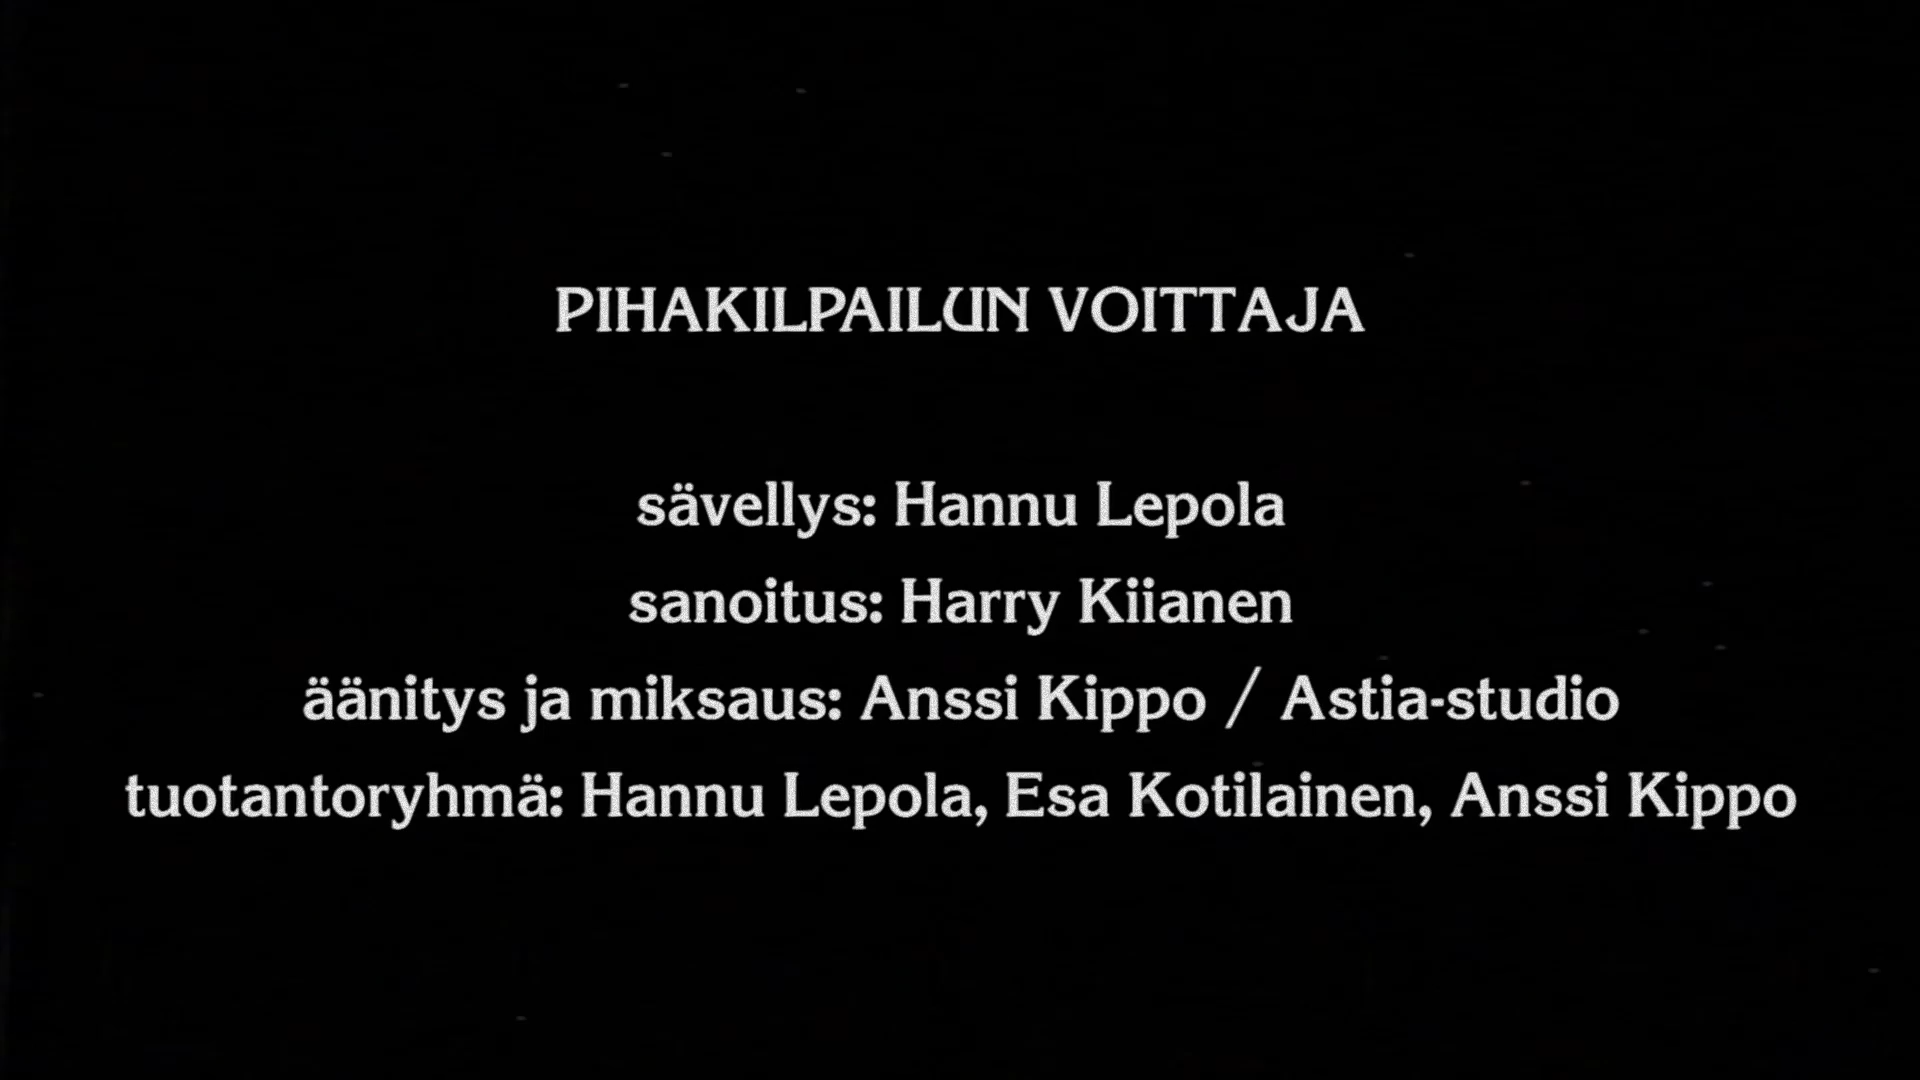 PIHAKILPAILUN VOITTAJA
sävellys: Hannu Lepola
sanoitus: Harry Kiianen
äänitys ja miksaus: Anssi Kippo / Astia-studio
tuotantoryhmä: Hannu Lepola, Esa Kotilainen, Anssi Kippo